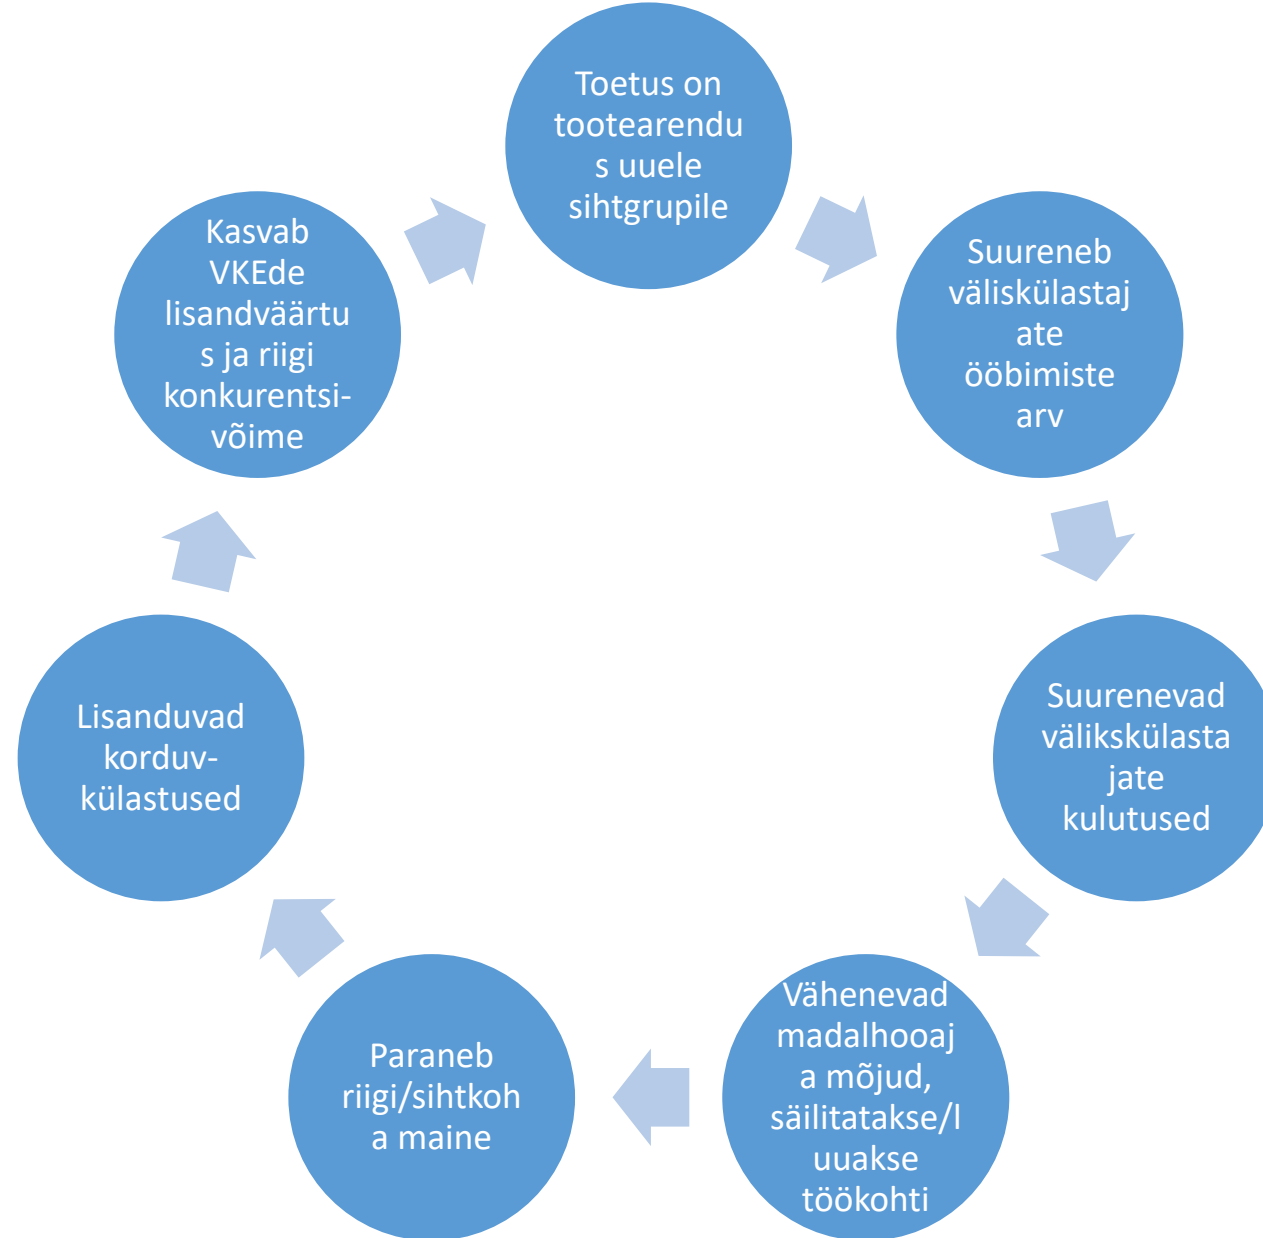 Toetus on
tootearendu
s uuele
sihtgrupile
Suureneb
väliskülastaj
ate
ööbimiste
arv
Suurenevad
välikskülasta
jate
kulutused
Vähenevad
madalhooaj
a mõjud,
säilitatakse/l
uuakse
töökohti
Paraneb
riigi/sihtkoh
a maine
Lisanduvad
korduv-
külastused
Kasvab
VKEde
lisandväärtu
s ja riigi
konkurentsi-
võime